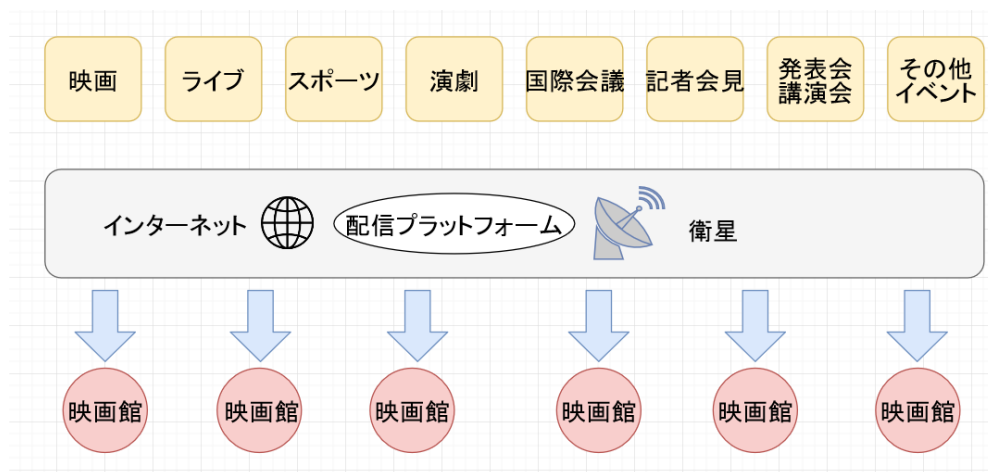 映画
ライブ
スポーツ
演劇
国際会議
記者会見
発表会
講演会
その他
イベント
インターネット
配信プラットフォーム
衛星
映画館
映画館
映画館
映画館
映画館
映画館